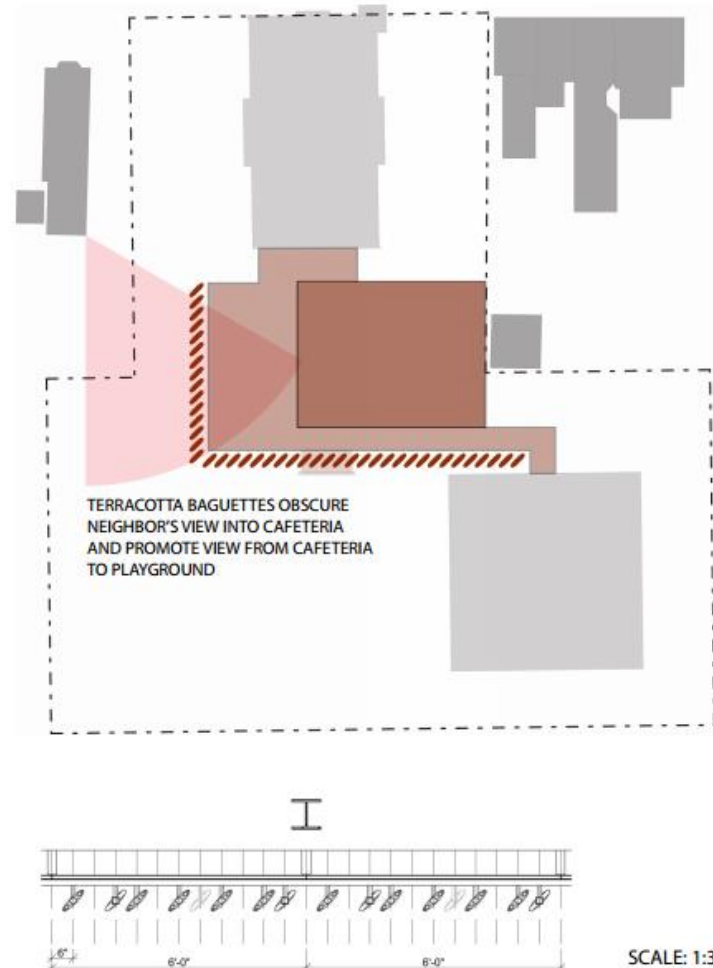 TERRACOTTA BAGUETTES OBSCURE
NEIGHBOR'S VIEW INTO CAFETERIA
AND PROMOTE VIEW FROM CAFETERIA
TO PLAYGROUND
6"
6'-0"
6'-0"
SCALE: 1:3